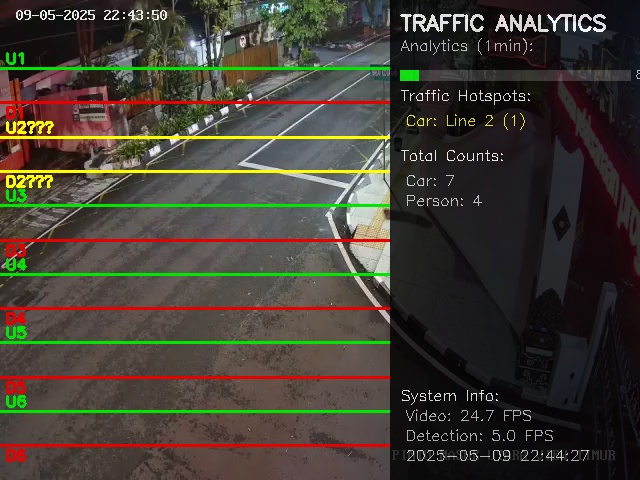 09-05-2025 22:43:50
TRAFFIC ANALYTICS
Analytics (1min):
8
Traffic Hotspots:
Car: Line 2 (1)
Total Counts:
Car: 7
Person: 4
U1
D1
U2???
D2???
U3
D3
U4
D4
U5
D5
U6
D6
System Info:
Video: 24.7 FPS
Detection: 5.0 FPS
2025-05-09 22:44:27
TIMUR